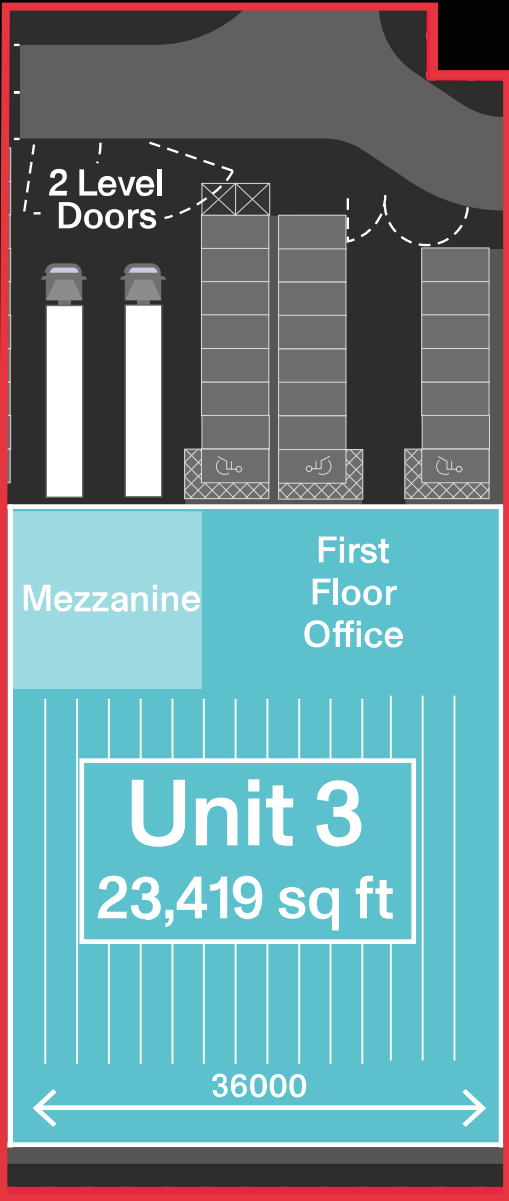 2 Level
Doors
Mezzanine
First
Floor
Office
Unit 3
23,419 sq ft
36000